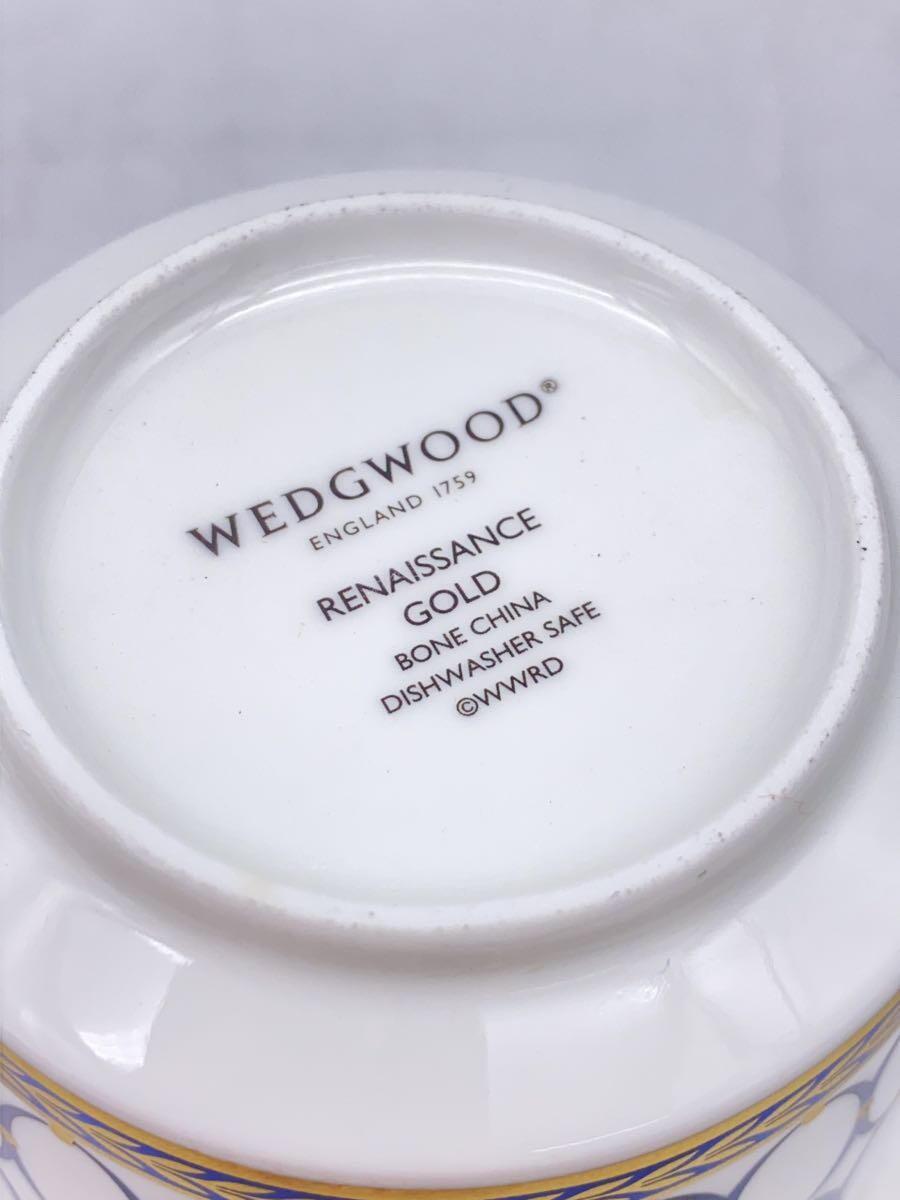 WEDGWOOD®
ENGLAND 1759
RENAISSANCE
GOLD
BONE CHINA
DISHWASHER SAFE
©WWRD